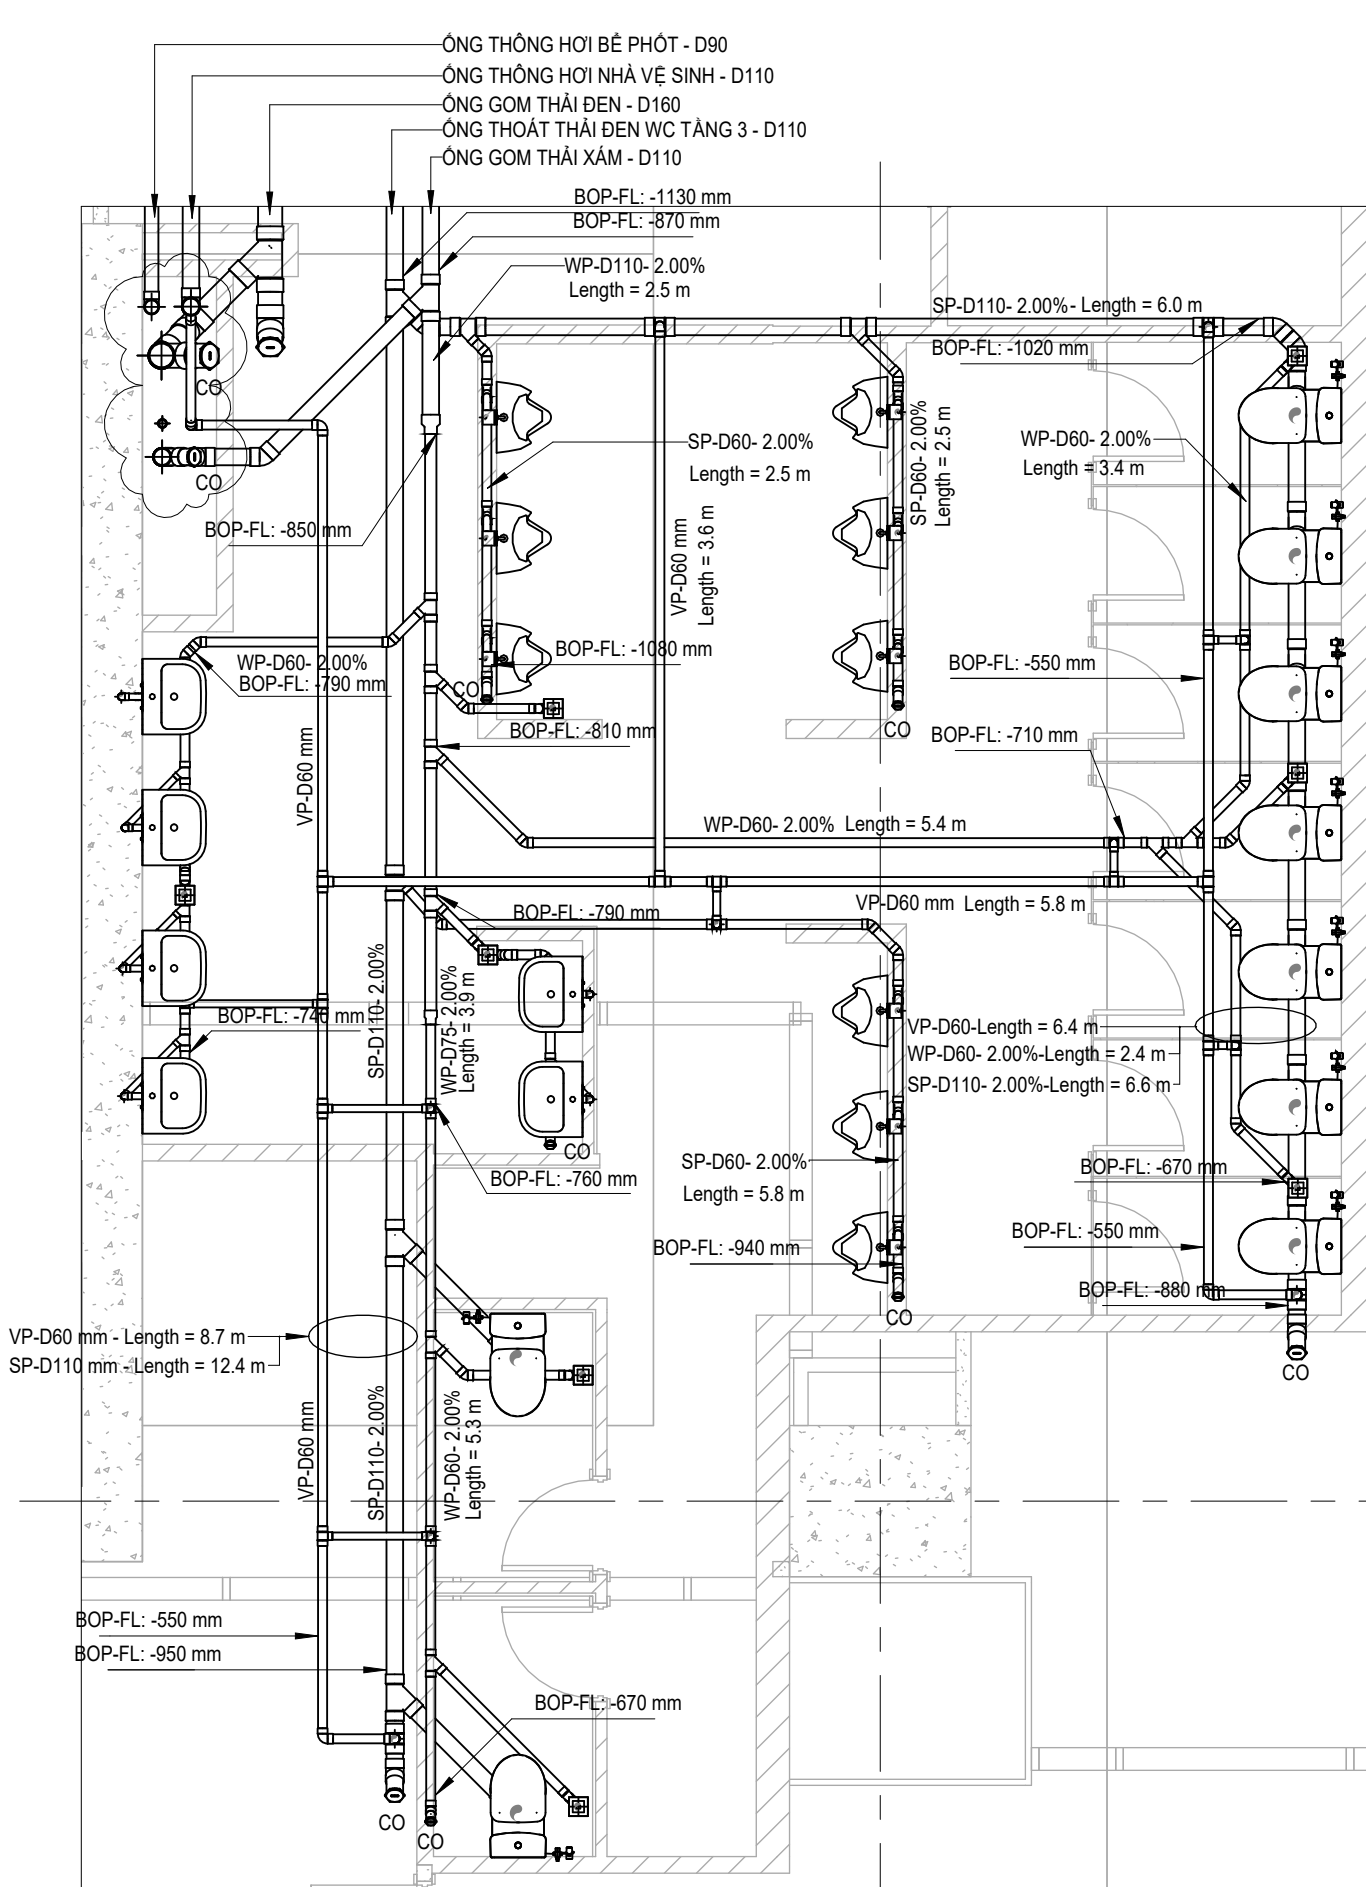 ỐNG THÔNG HƠI BỂ PHỐT - D90
ỐNG THÔNG HƠI NHÀ VỆ SINH - D110
ỐNG GOM THẢI ĐEN - D160
ỐNG THOÁT THẢI ĐEN WC TẦNG 3 - D110
ỐNG GOM THẢI XÁM - D110
BOP-FL: -1130 mm
BOP-FL: -870 mm
WP-D110- 2.00%
Length = 2.5 m
SP-D110- 2.00%- Length = 6.0 m
BOP-FL: -1020 mm
CO
SP-D60- 2.00%
Length = 2.5 m
SP-D60- 2.00%
Length = 2.5 m
WP-D60- 2.00%
Length = 3.4 m
CO
BOP-FL: -850 mm
VP-D60 mm
Length = 3.6 m
WP-D60- 2.00%
BOP-FL: -790 mm
BOP-FL: -1080 mm
BOP-FL: -550 mm
CO
CO
BOP-FL: -810 mm
BOP-FL: -710 mm
VP-D60 mm
WP-D60- 2.00% Length = 5.4 m
VP-D60 mm Length = 5.8 m
BOP-FL: -790 mm
SP-D110- 2.00%
WP-D75- 2.00%
Length = 3.9 m
BOP-FL: -740 mm
VP-D60-Length = 6.4 m
WP-D60- 2.00%-Length = 2.4 m
SP-D110- 2.00%-Length = 6.6 m
CO
BOP-FL: -760 mm
SP-D60- 2.00%
Length = 5.8 m
BOP-FL: -670 mm
BOP-FL: -550 mm
BOP-FL: -940 mm
BOP-FL: -880 mm
CO
CO
VP-D60 mm - Length = 8.7 m
SP-D110 mm - Length = 12.4 m
VP-D60 mm
SP-D110- 2.00%
WP-D60- 2.00%
Length = 5.3 m
BOP-FL: -550 mm
BOP-FL: -950 mm
BOP-FL: -670 mm
CO
CO